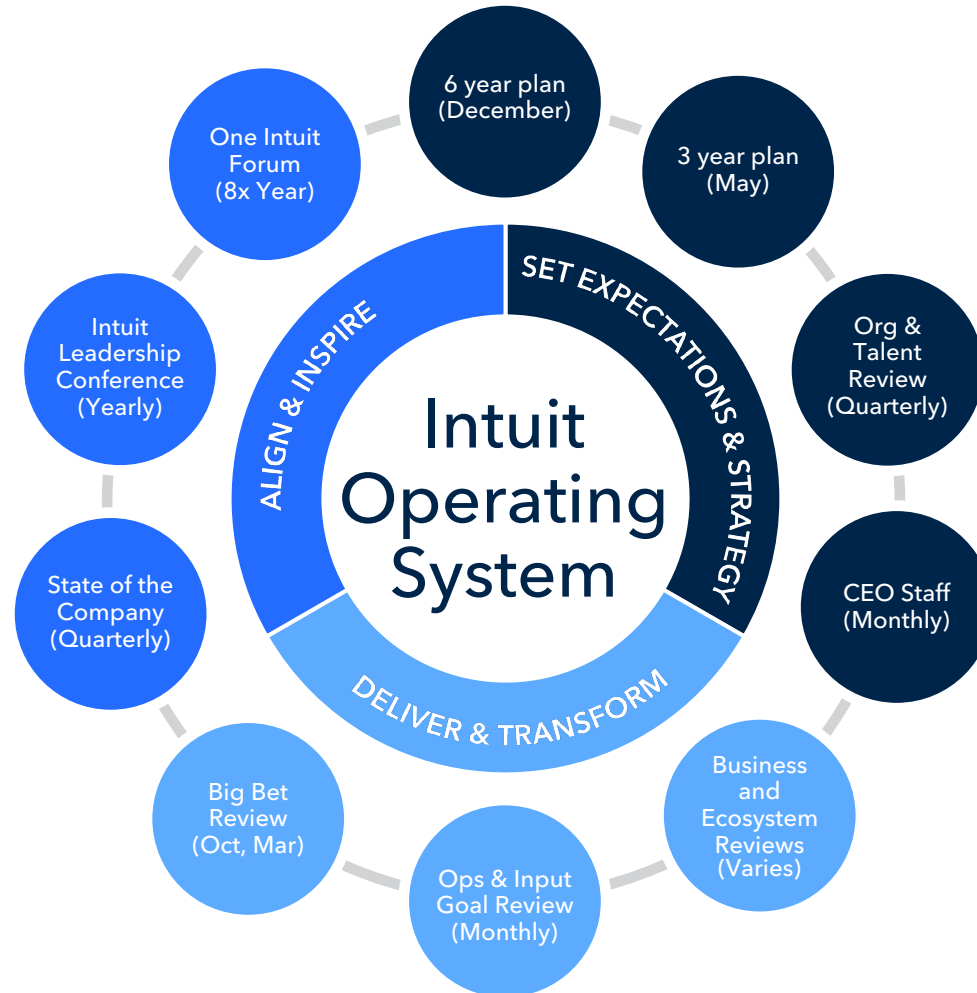 6 year plan
(December)
3 year plan
(May)
Org &
Talent
Review
(Quarterly)
CEO Staff
(Monthly)
Business
and
Ecosystem
Reviews
(Varies)
Ops & Input
Goal Review
(Monthly)
Big Bet
Review
(Oct, Mar)
State of the
Company
(Quarterly)
Intuit
Leadership
Conference
(Yearly)
One Intuit
Forum
(8x Year)
SET EXPECTATIONS & STRATEGY
DELIVER & TRANSFORM
ALIGN & INSPIRE
Intuit
Operating
System